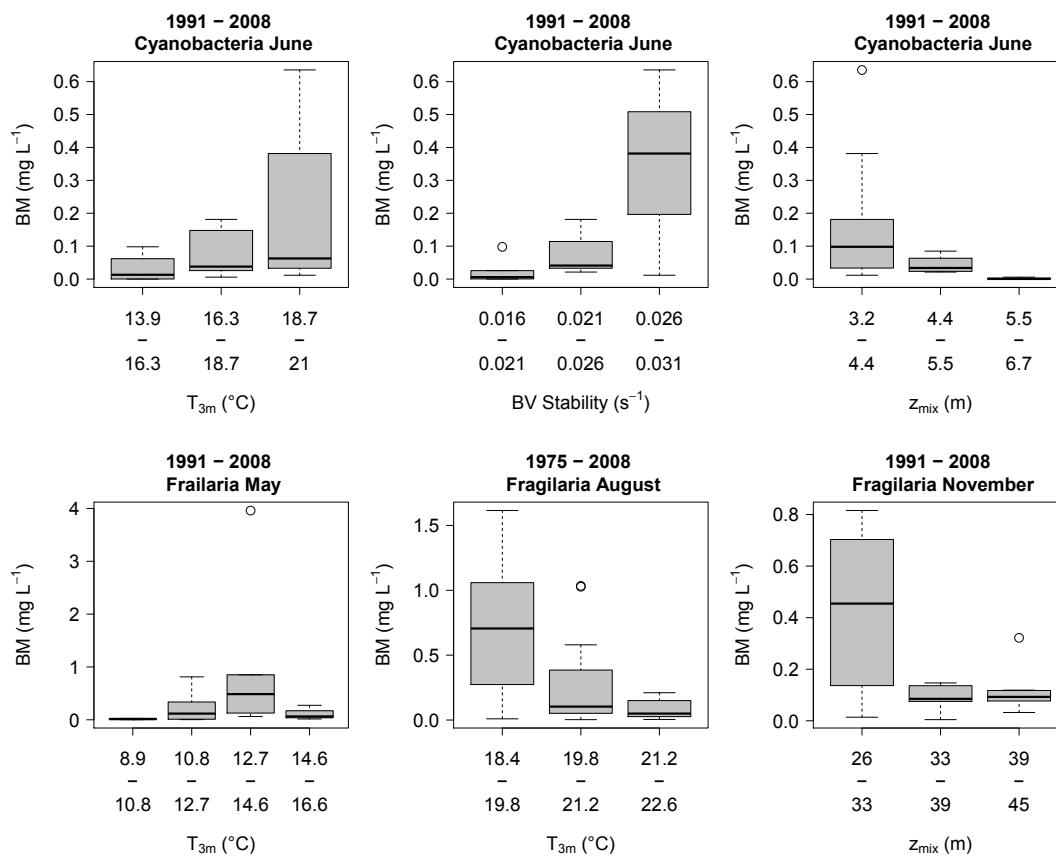 1991 − 2008
Cyanobacteria June
BM (mg L⁻¹)
0.6
0.5
0.4
0.3
0.2
0.1
0.0
13.9 16.3 18.7
− − −
16.3 18.7 21
T₃ₘ (°C)
1991 − 2008
Cyanobacteria June
BM (mg L⁻¹)
0.6
0.5
0.4
0.3
0.2
0.1
0.0
0.016 0.021 0.026
− − −
0.021 0.026 0.031
BV Stability (s⁻¹)
1991 − 2008
Cyanobacteria June
BM (mg L⁻¹)
0.6
0.5
0.4
0.3
0.2
0.1
0.0
3.2 4.4 5.5
− − −
4.4 5.5 6.7
z_mix (m)
1991 − 2008
Frailaria May
BM (mg L⁻¹)
4
3
2
1
0
8.9 10.8 12.7 14.6
− − − −
10.8 12.7 14.6 16.6
T₃ₘ (°C)
1975 − 2008
Fragilaria August
BM (mg L⁻¹)
1.5
1.0
0.5
0.0
18.4 19.8 21.2
− − −
19.8 21.2 22.6
T₃ₘ (°C)
1991 − 2008
Fragilaria November
BM (mg L⁻¹)
0.8
0.6
0.4
0.2
0.0
26 33 39
− − −
33 39 45
z_mix (m)